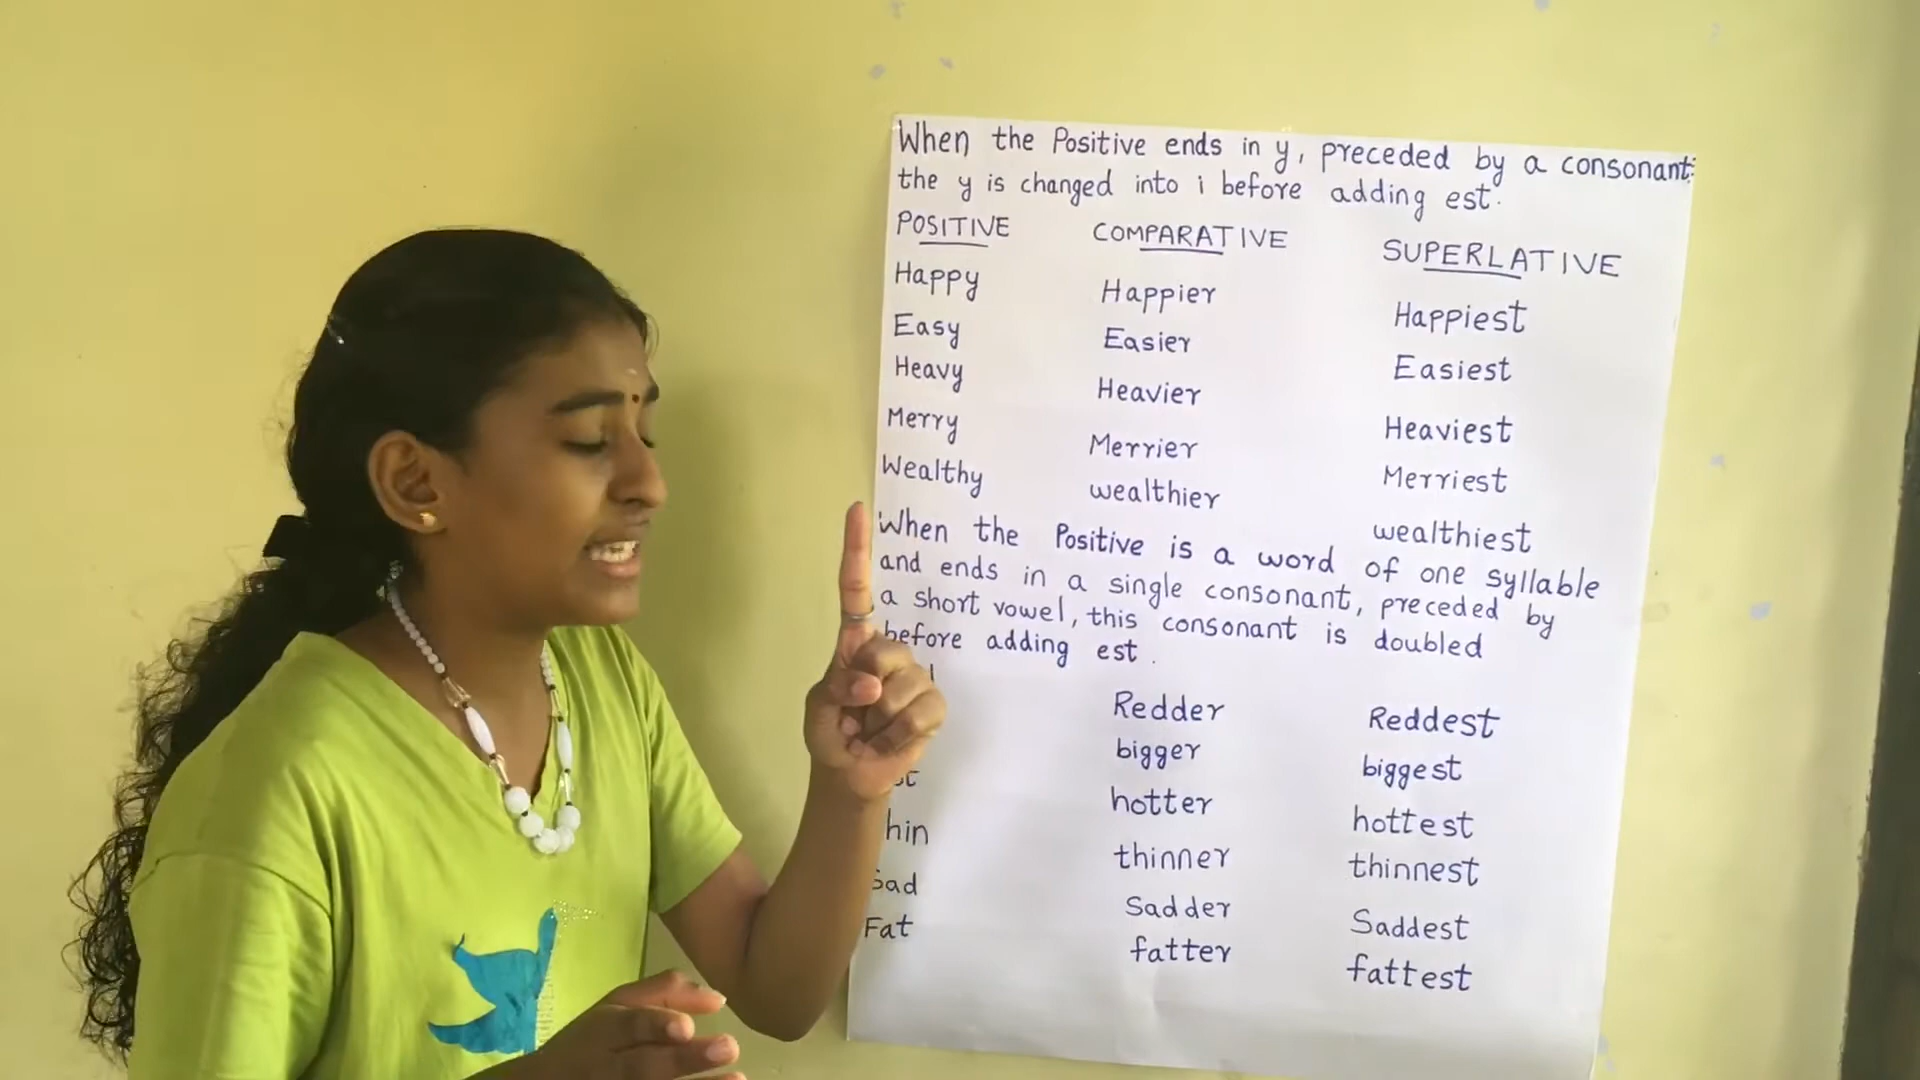 When the Positive ends in y, preceded by a consonant:
the y is changed into i before adding est.
POSITIVE COMPARATIVE SUPERLATIVE
Happy Happier Happiest
Easy Easier Easiest
Heavy Heavier Heaviest
Merry Merrier Merriest
Wealthy wealthier wealthiest
When the Positive is a word of one syllable
and ends in a single consonant, preceded by
a short vowel, this consonant is doubled
before adding est.
Redder Reddest
bigger biggest
hotter hottest
hin thinner thinnest
Sad Sadder Saddest
Fat fatter fattest